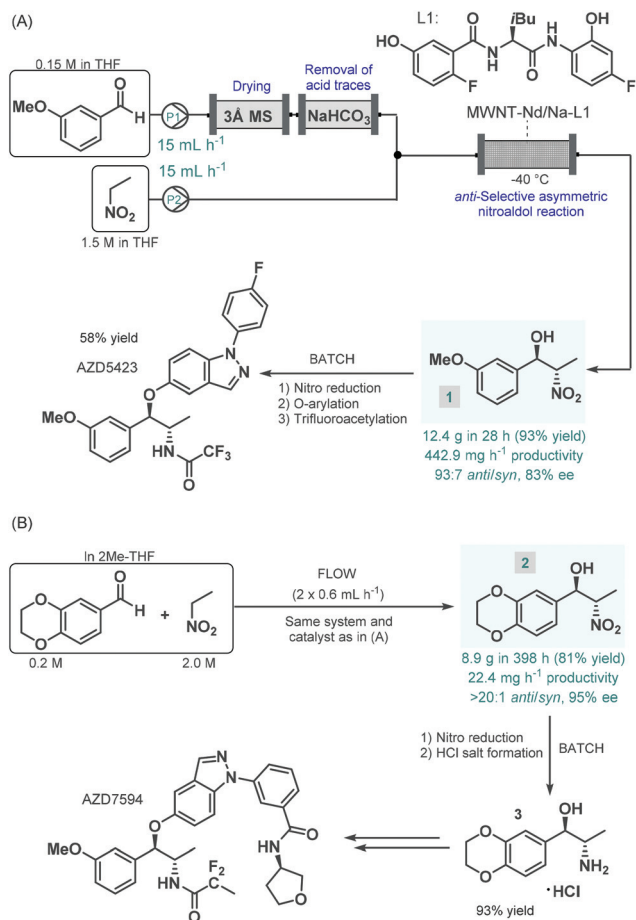 (A)
L1:
iBu
OH
HO
O
N
H
H
N
O
F
F
0.15 M in THF
MeO
O
H
P1
15 mL h⁻¹
Drying
3Å MS
Removal of
acid traces
NaHCO₃
MWNT-Nd/Na-L1
-40 °C
anti-Selective asymmetric
nitroaldol reaction
15 mL h⁻¹
NO₂
P2
1.5 M in THF
58% yield
AZD5423
F
N
N
O
MeO
HN
CF₃
O
BATCH
1) Nitro reduction
2) O-arylation
3) Trifluoroacetylation
OH
MeO
NO₂
1
12.4 g in 28 h (93% yield)
442.9 mg h⁻¹ productivity
93:7 anti/syn, 83% ee
(B)
In 2Me-THF
O
O
O
H
+
NO₂
0.2 M
2.0 M
FLOW
(2 x 0.6 mL h⁻¹)
Same system and
catalyst as in (A)
2
OH
O
O
NO₂
8.9 g in 398 h (81% yield)
22.4 mg h⁻¹ productivity
>20:1 anti/syn, 95% ee
1) Nitro reduction
2) HCl salt formation
BATCH
3
OH
O
O
NH₂
·HCl
93% yield
AZD7594
N
N
O
MeO
HN
F₂
O
O
N
H
O